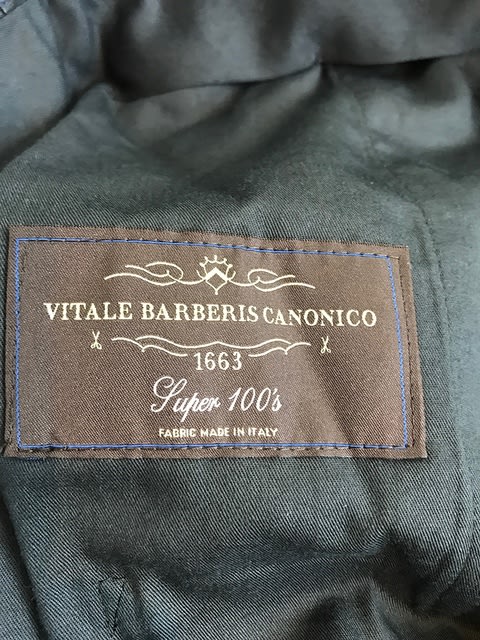 VITALE BARBERIS CANONICO
1663
Super 100's
FABRIC MADE IN ITALY